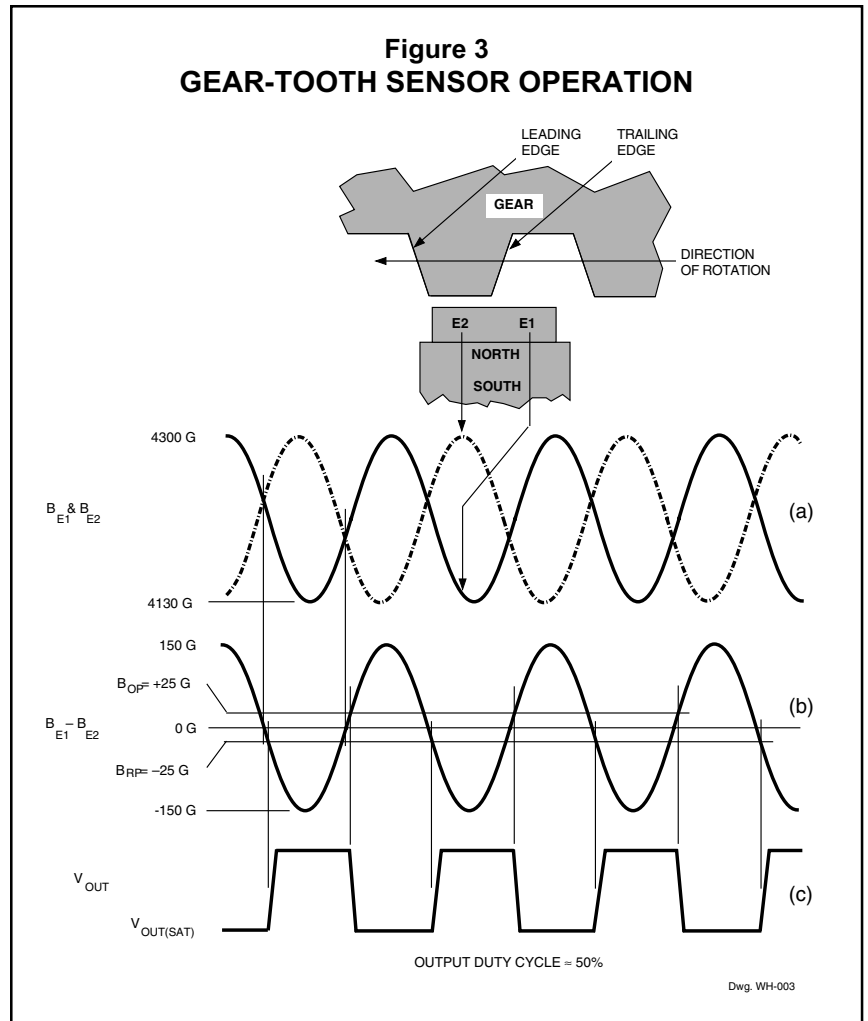 Figure 3
GEAR-TOOTH SENSOR OPERATION
LEADING
EDGE
TRAILING
EDGE
GEAR
DIRECTION
OF ROTATION
E2 E1
NORTH
SOUTH
4300 G
B_E1 & B_E2
(a)
4130 G
150 G
B_OP = +25 G
(b)
B_E1 – B_E2
0 G
B_RP = –25 G
-150 G
V_OUT
(c)
V_OUT(SAT)
OUTPUT DUTY CYCLE ≈ 50%
Dwg. WH-003